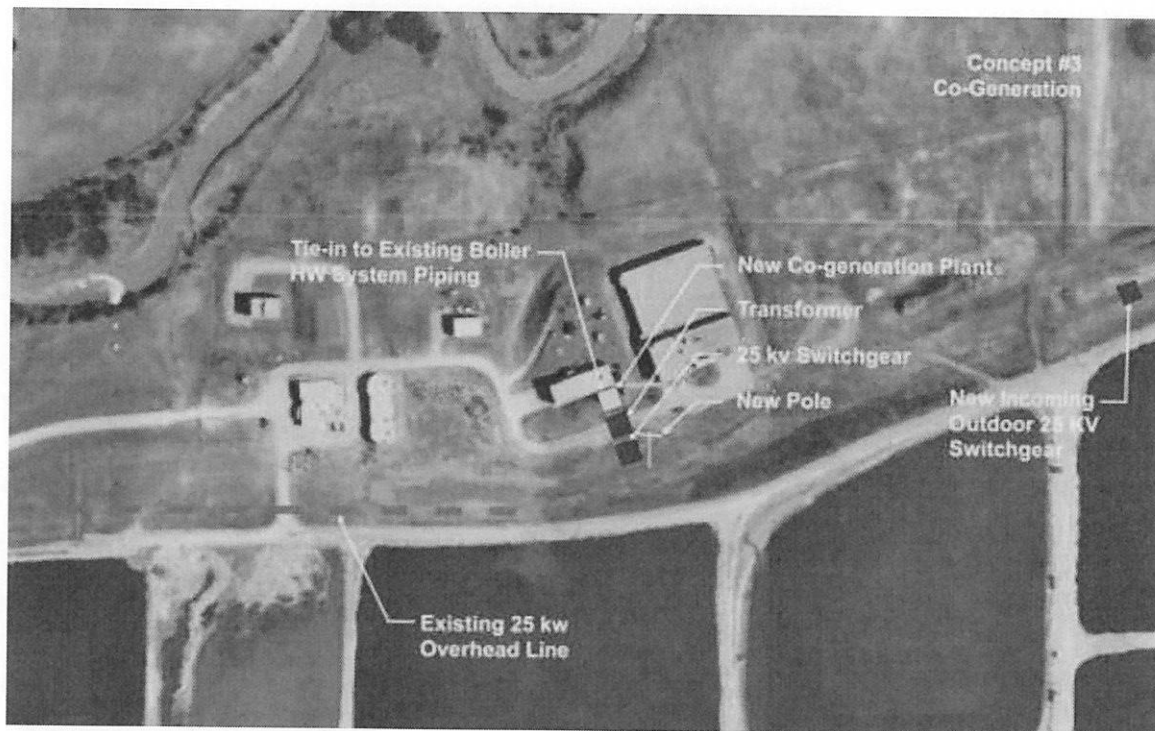 Concept #3
Co-Generation
Tie-in to Existing Boiler
HW System Piping
New Co-generation Plant
Transformer
25 kv Switchgear
New Pole
New Incoming
Outdoor 25 KV
Switchgear
Existing 25 kw
Overhead Line